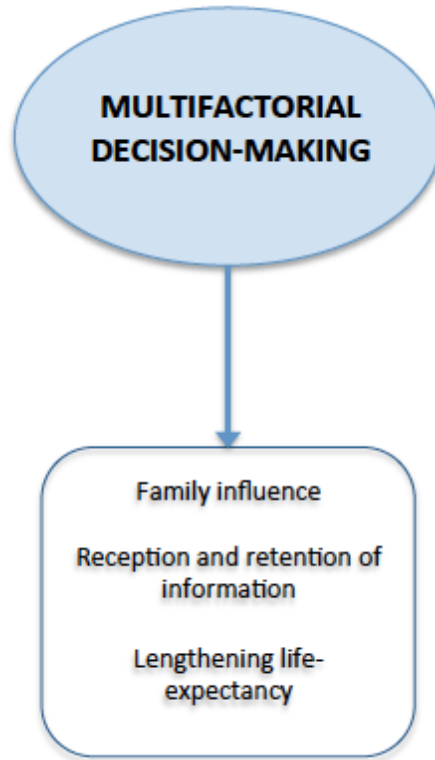 MULTIFACTORIAL
DECISION-MAKING
Family influence
Reception and retention of
information
Lengthening life-
expectancy